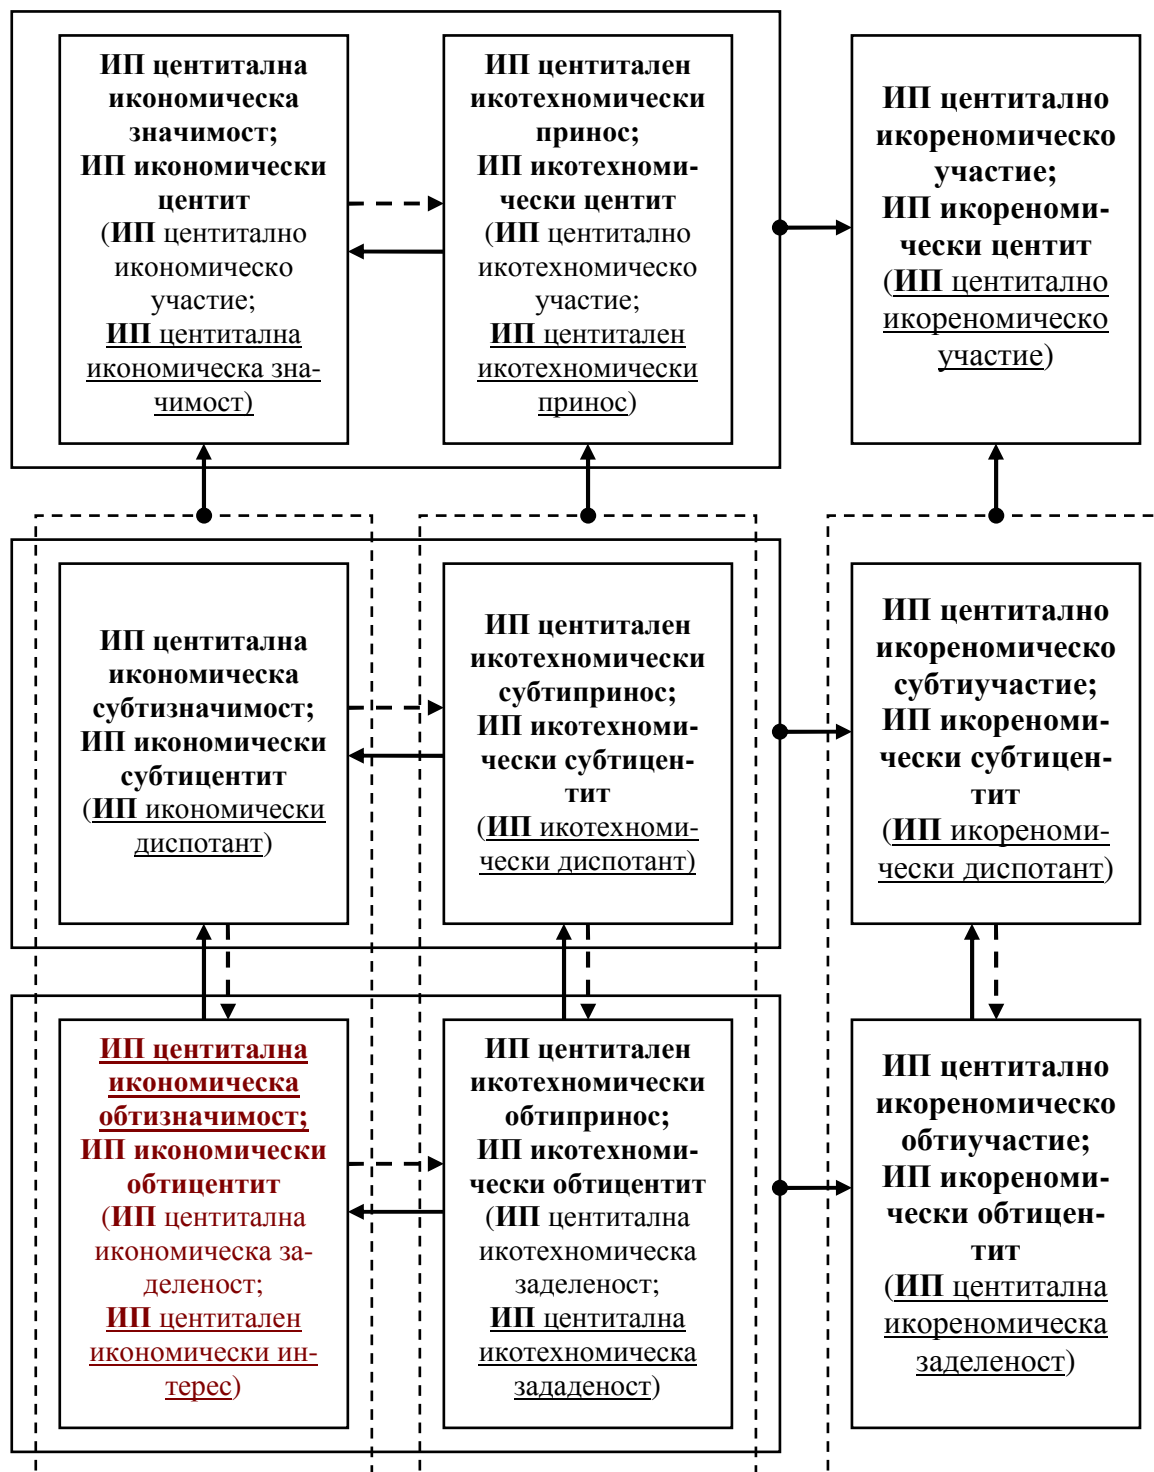 ИП центитална
икономическа
значимост;
ИП икономически
центит
(ИП центитално
икономическо
участие;
ИП центитална
икономическа зна-
чимост)
ИП центитален
икотехномически
принос;
ИП икотехноми-
чески центит
(ИП центитално
икотехномическо
участие;
ИП центитален
икотехномически
принос)
ИП центитално
икореномическо
участие;
ИП икореноми-
чески центит
(ИП центитално
икореномическо
участие)
ИП центитална
икономическа
субтизначимост;
ИП икономически
субтицентит
(ИП икономически
диспотант)
ИП центитален
икотехномически
субтипринос;
ИП икотехноми-
чески субтицен-
тит
(ИП икотехноми-
чески диспотант)
ИП центитално
икореномическо
субтиучастие;
ИП икореноми-
чески субтицен-
тит
(ИП икореноми-
чески диспотант)
ИП центитална
икономическа
обтизначимост;
ИП икономически
обтицентит
(ИП центитална
икономическа за-
деленост;
ИП центитален
икономически ин-
терес)
ИП центитален
икотехномически
обтипринос;
ИП икотехноми-
чески обтицентит
(ИП центитална
икотехномическа
заделеност;
ИП центитална
икотехномическа
зададеност)
ИП центитално
икореномическо
обтиучастие;
ИП икореноми-
чески обтицен-
тит
(ИП центитална
икореномическа
заделеност)